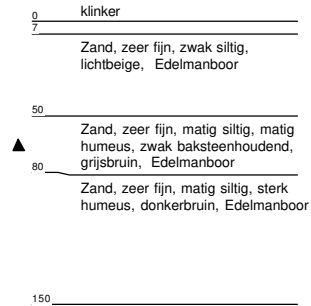 0 klinker
7
Zand, zeer fijn, zwak siltig,
lichtbeige, Edelmanboor
50
Zand, zeer fijn, matig siltig, matig
humeus, zwak baksteenhoudend,
grijsbruin, Edelmanboor
80
Zand, zeer fijn, matig siltig, sterk
humeus, donkerbruin, Edelmanboor
150